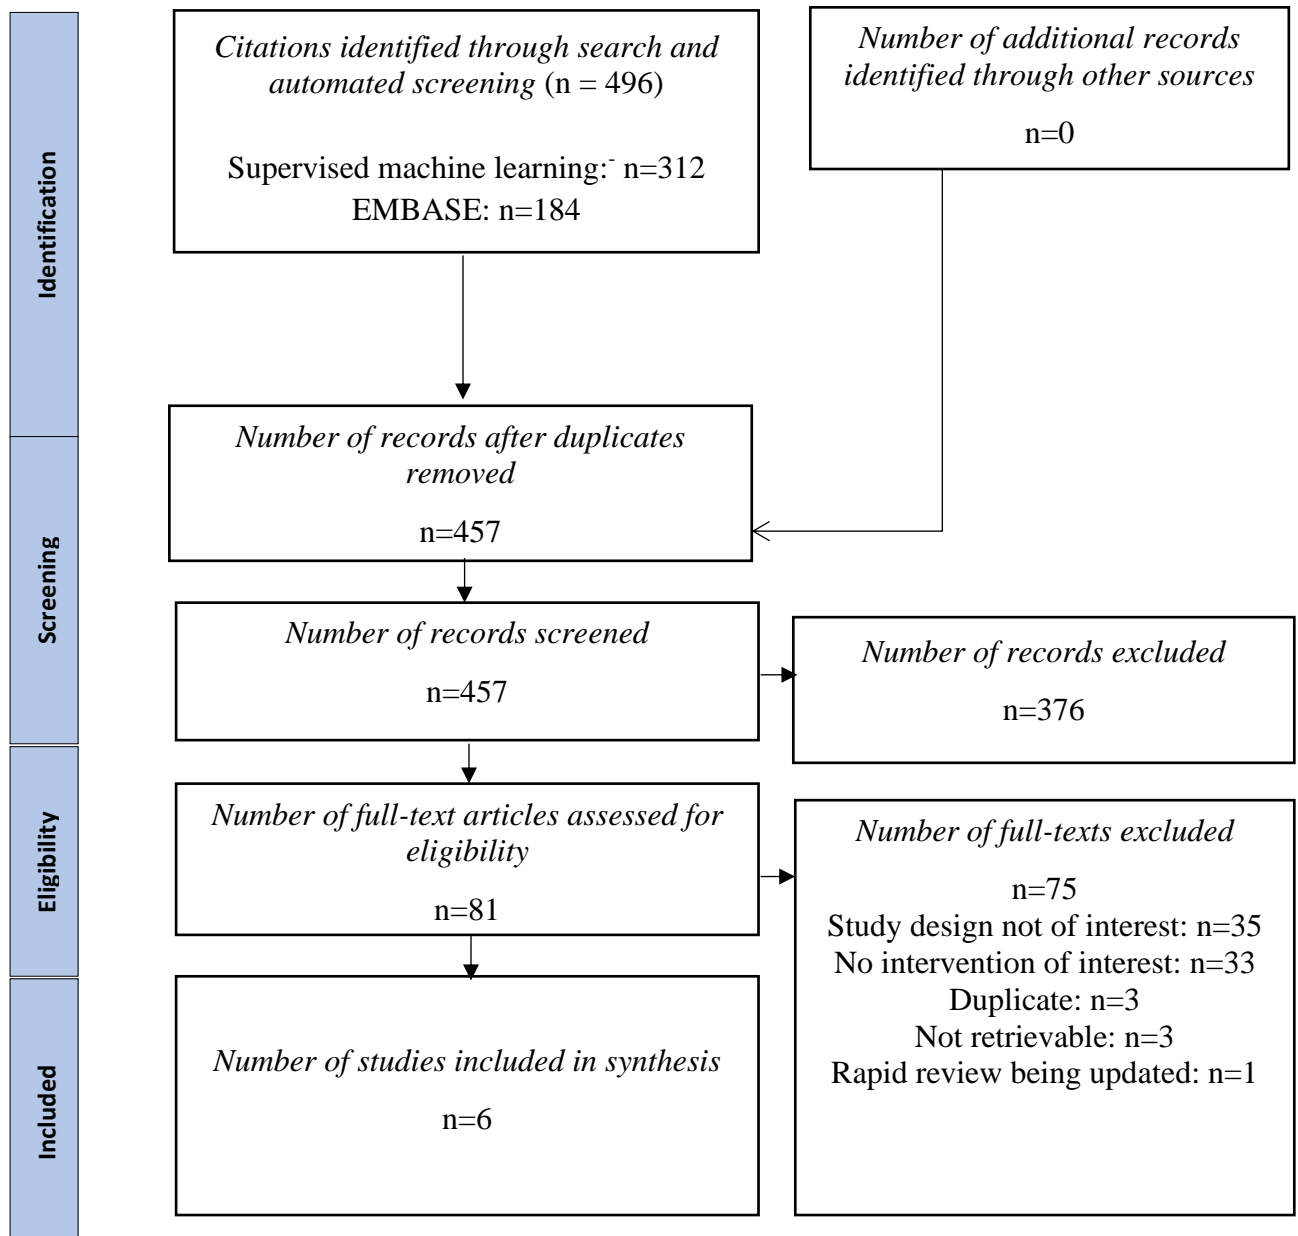 Identification
Citations identified through search and
automated screening (n = 496)
Supervised machine learning:- n=312
EMBASE: n=184
Number of additional records
identified through other sources
n=0
Screening
Number of records after duplicates
removed
n=457
Number of records screened
n=457
Number of records excluded
n=376
Eligibility
Number of full-text articles assessed for
eligibility
n=81
Number of full-texts excluded
n=75
Study design not of interest: n=35
No intervention of interest: n=33
Duplicate: n=3
Not retrievable: n=3
Rapid review being updated: n=1
Included
Number of studies included in synthesis
n=6